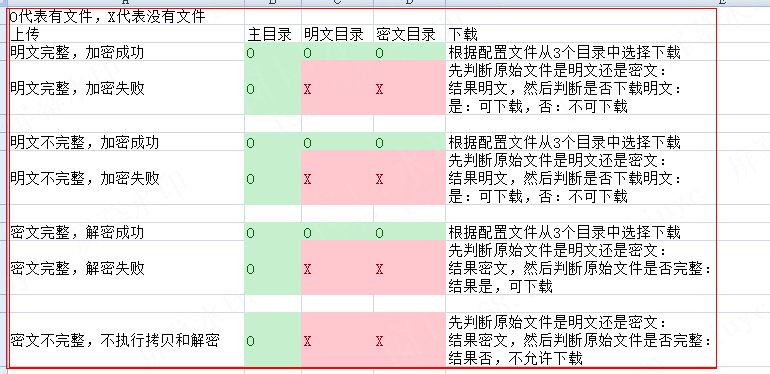 O代表有文件，X代表没有文件
上传 主目录 明文目录 密文目录 下载
明文完整，加密成功 O O O 根据配置文件从3个目录中选择下载
明文完整，加密失败 O X X 先判断原始文件是明文还是密文：
结果明文，然后判断是否下载明文：
是：可下载，否：不可下载
明文不完整，加密成功 O O O 根据配置文件从3个目录中选择下载
明文不完整，加密失败 O X X 先判断原始文件是明文还是密文：
结果明文，然后判断是否下载明文：
是：可下载，否：不可下载
密文完整，解密成功 O O O 根据配置文件从3个目录中选择下载
密文完整，解密失败 O X X 先判断原始文件是明文还是密文：
结果密文，然后判断原始文件是否完整：
结果是，可下载
密文不完整，不执行拷贝和解密 O X X 先判断原始文件是明文还是密文：
结果密文，然后判断原始文件是否完整：
结果否，不允许下载